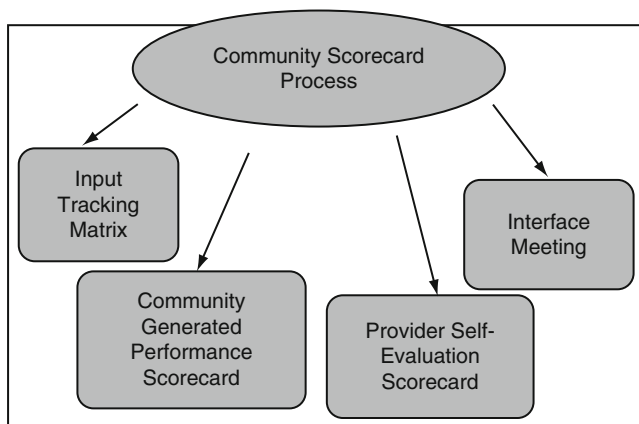 Community Scorecard
Process
Input
Tracking
Matrix
Community
Generated
Performance
Scorecard
Provider Self-
Evaluation
Scorecard
Interface
Meeting